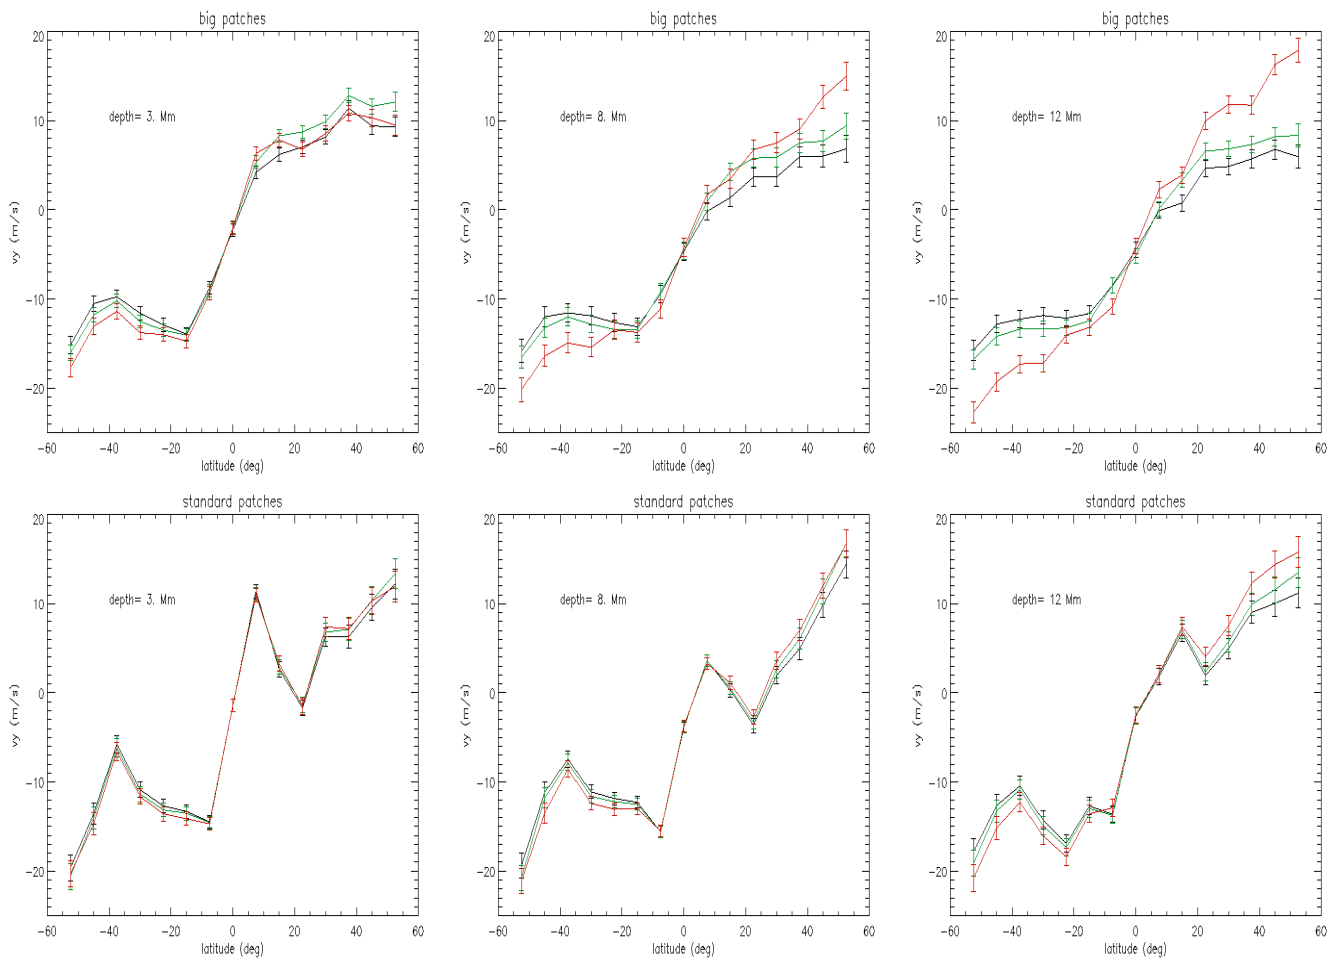 big patches
20
10
0
−10
−20
vy (m/s)
depth= 3. Mm
−60 −40 −20 0 20 40 60
latitude (deg)
big patches
20
10
0
−10
−20
vy (m/s)
depth= 8. Mm
−60 −40 −20 0 20 40 60
latitude (deg)
big patches
20
10
0
−10
−20
vy (m/s)
depth= 12 Mm
−60 −40 −20 0 20 40 60
latitude (deg)
standard patches
20
10
0
−10
−20
vy (m/s)
depth= 3. Mm
−60 −40 −20 0 20 40 60
latitude (deg)
standard patches
20
10
0
−10
−20
vy (m/s)
depth= 8. Mm
−60 −40 −20 0 20 40 60
latitude (deg)
standard patches
20
10
0
−10
−20
vy (m/s)
depth= 12 Mm
−60 −40 −20 0 20 40 60
latitude (deg)